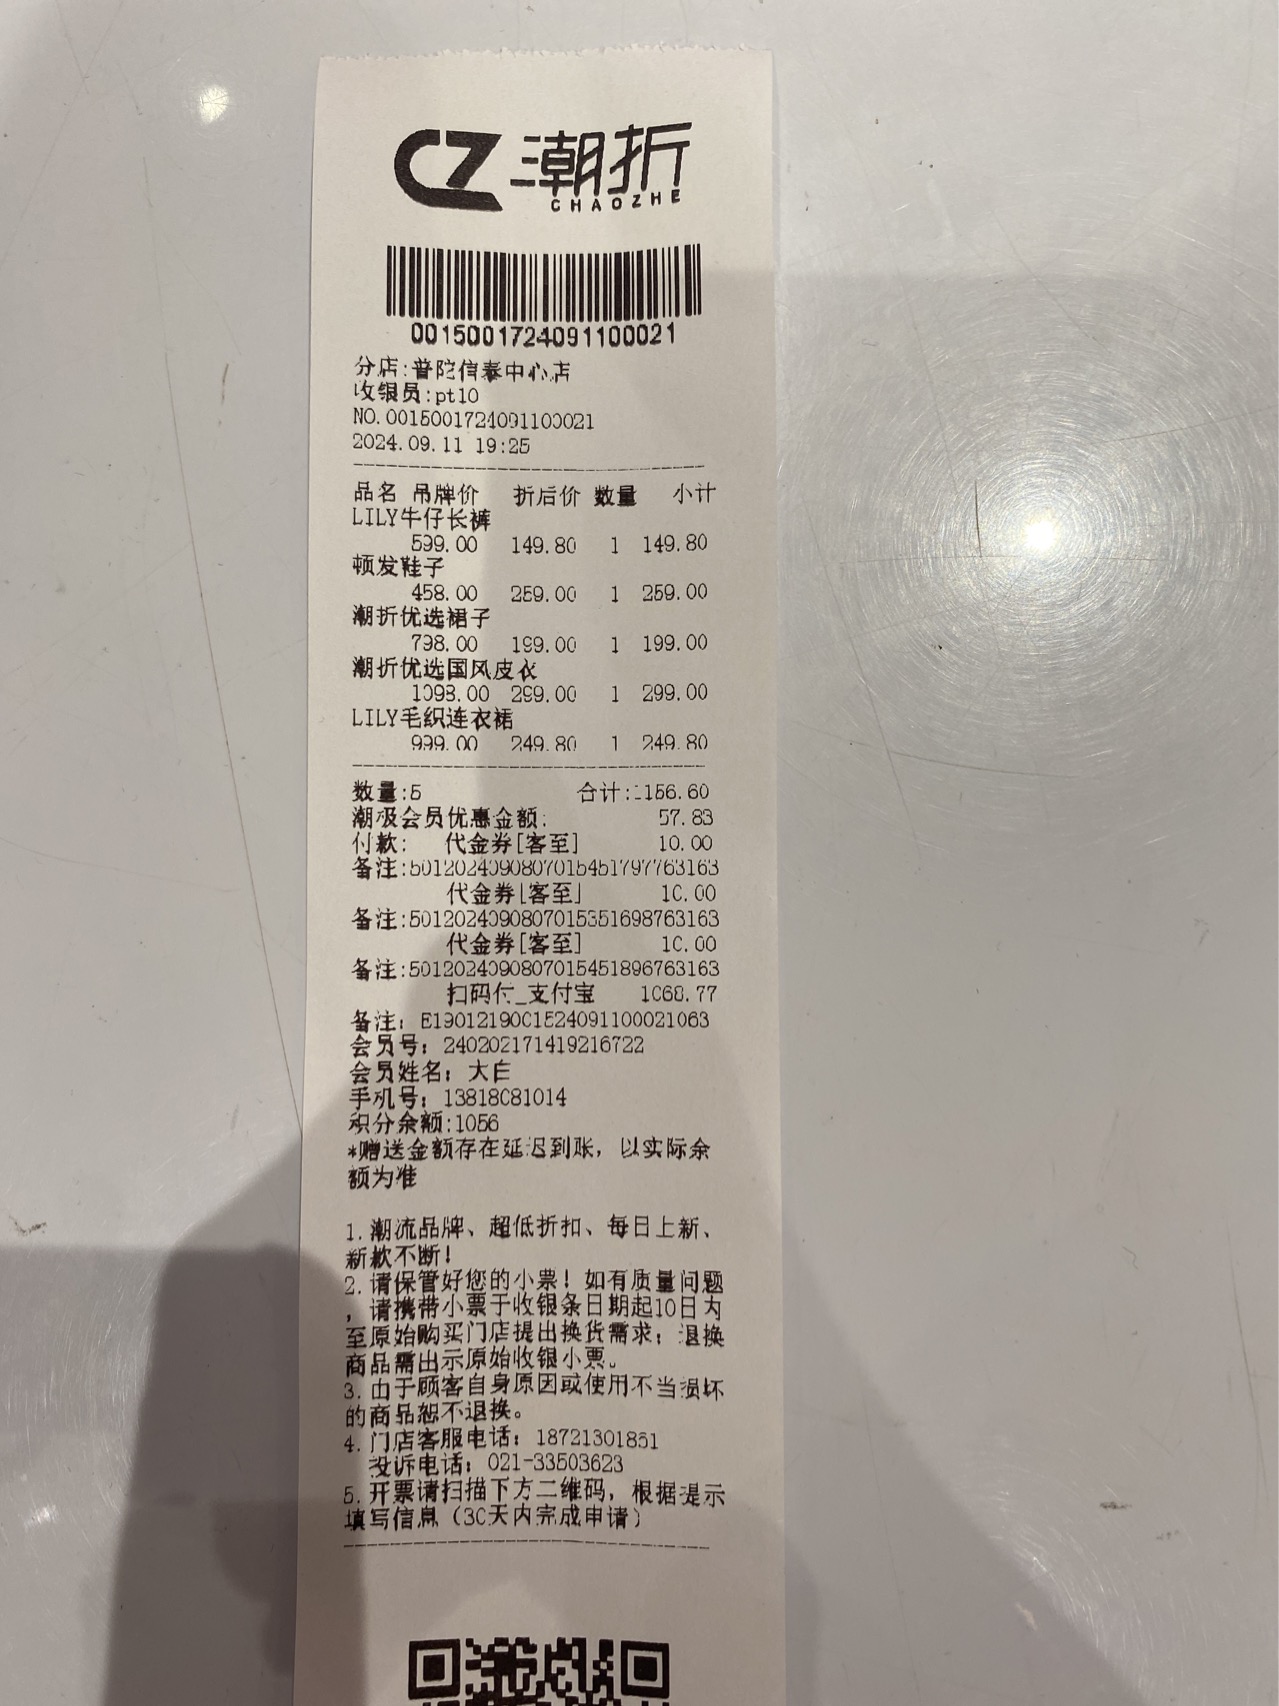 CZ 潮折
CHAOZHE
0015001724091100021
分店:普陀信泰中心店
收银员:pt10
NO.0015001724091100021
2024.09.11 19:25
品名 吊牌价 折后价 数量 小计
LILY牛仔长裤
599.00 149.80 1 149.80
顿发鞋子
458.00 259.00 1 259.00
潮折优选裙子
798.00 199.00 1 199.00
潮折优选国风皮衣
1098.00 299.00 1 299.00
LILY毛织连衣裙
999.00 249.80 1 249.80
数量:5 合计:1156.60
潮极会员优惠金额: 57.83
付款: 代金券[客至] 10.00
备注:501202409080701545179776​3163
代金券[客至] 10.00
备注:5012024090807015351698763163
代金券[客至] 10.00
备注:5012024090807015451896763163
扫码付_支付宝 1068.77
备注: E1901219001524091100021063
会员号: 240202171419216722
会员姓名: 大白
手机号: 13818081014
积分余额:1056
*赠送金额存在延迟到账, 以实际余
额为准
1. 潮流品牌、超低折扣、每日上新、
新款不断!
2. 请保管好您的小票! 如有质量问题
, 请携带小票于收银条日期起10日内
至原始购买门店提出换货需求; 退换
商品需出示原始收银小票。
3. 由于顾客自身原因或使用不当损坏
的商品恕不退换。
4. 门店客服电话: 18721301851
投诉电话: 021-33503623
5. 开票请扫描下方二维码, 根据提示
填写信息 (30天内完成申请)